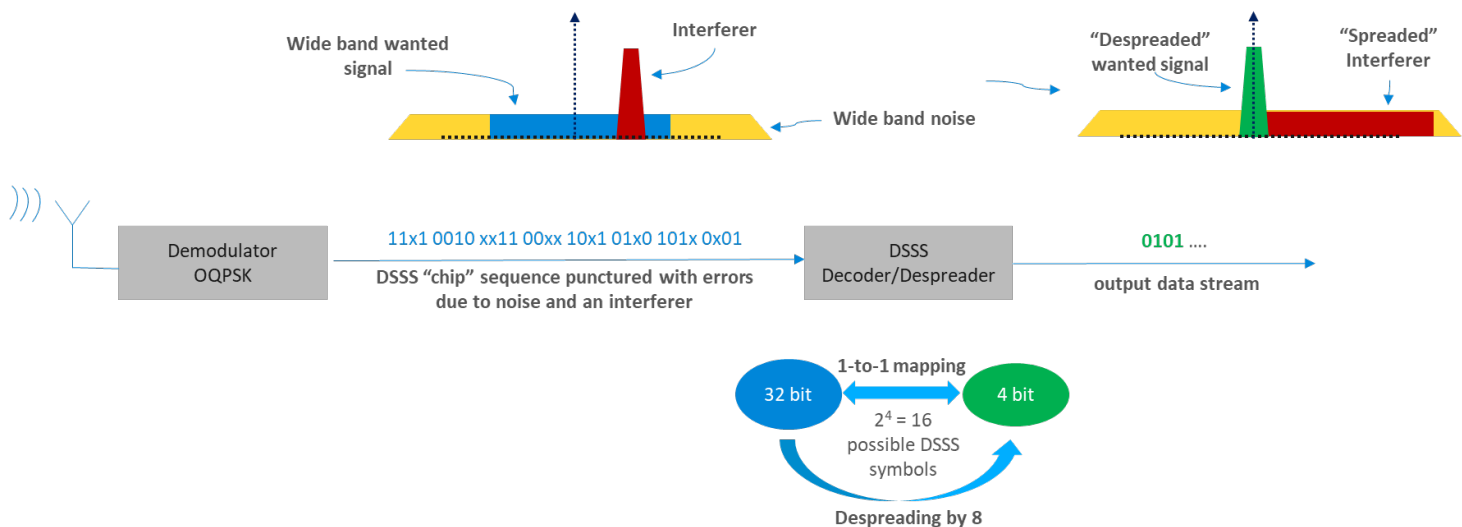 Wide band wanted
signal
Interferer
Wide band noise
“Despreaded”
wanted signal
“Spreaded”
Interferer
Demodulator
OQPSK
11x1 0010 xx11 00xx 10x1 01x0 101x 0x01
DSSS “chip” sequence punctured with errors
due to noise and an interferer
DSSS
Decoder/Despreader
0101 ....
output data stream
32 bit
1-to-1 mapping
4 bit
2⁴ = 16
possible DSSS
symbols
Despreading by 8